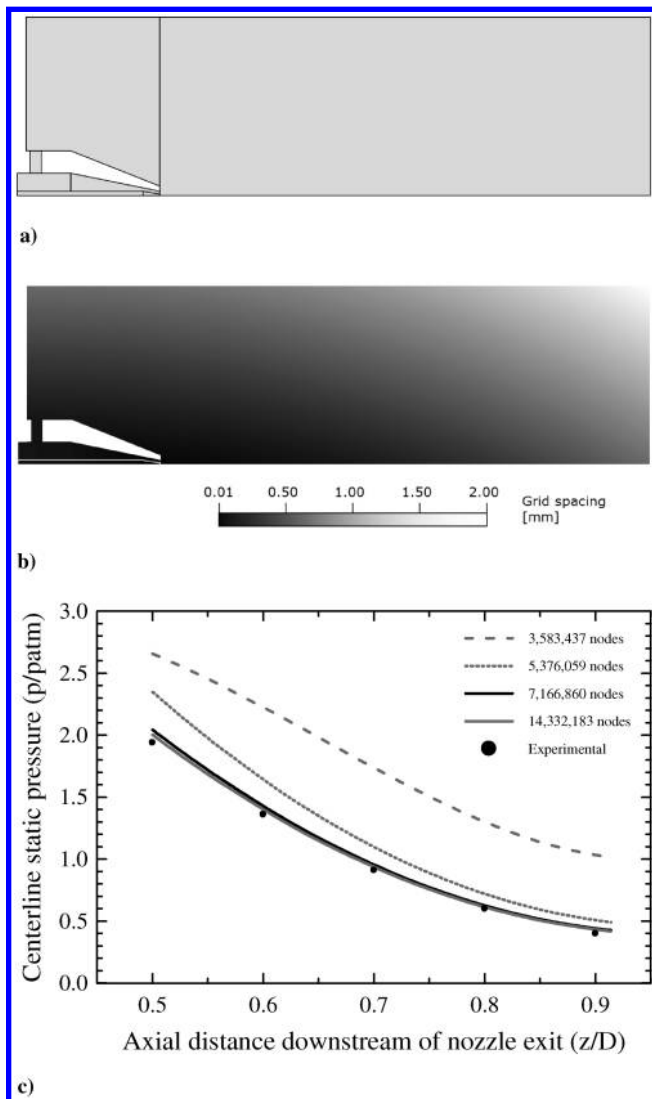 a)
0.01 0.50 1.00 1.50 2.00
Grid spacing
[mm]
b)
Centerline static pressure (p/patm)
3.0
2.5
2.0
1.5
1.0
0.5
0.0
3,583,437 nodes
5,376,059 nodes
7,166,860 nodes
14,332,183 nodes
Experimental
0.5 0.6 0.7 0.8 0.9
Axial distance downstream of nozzle exit (z/D)
c)